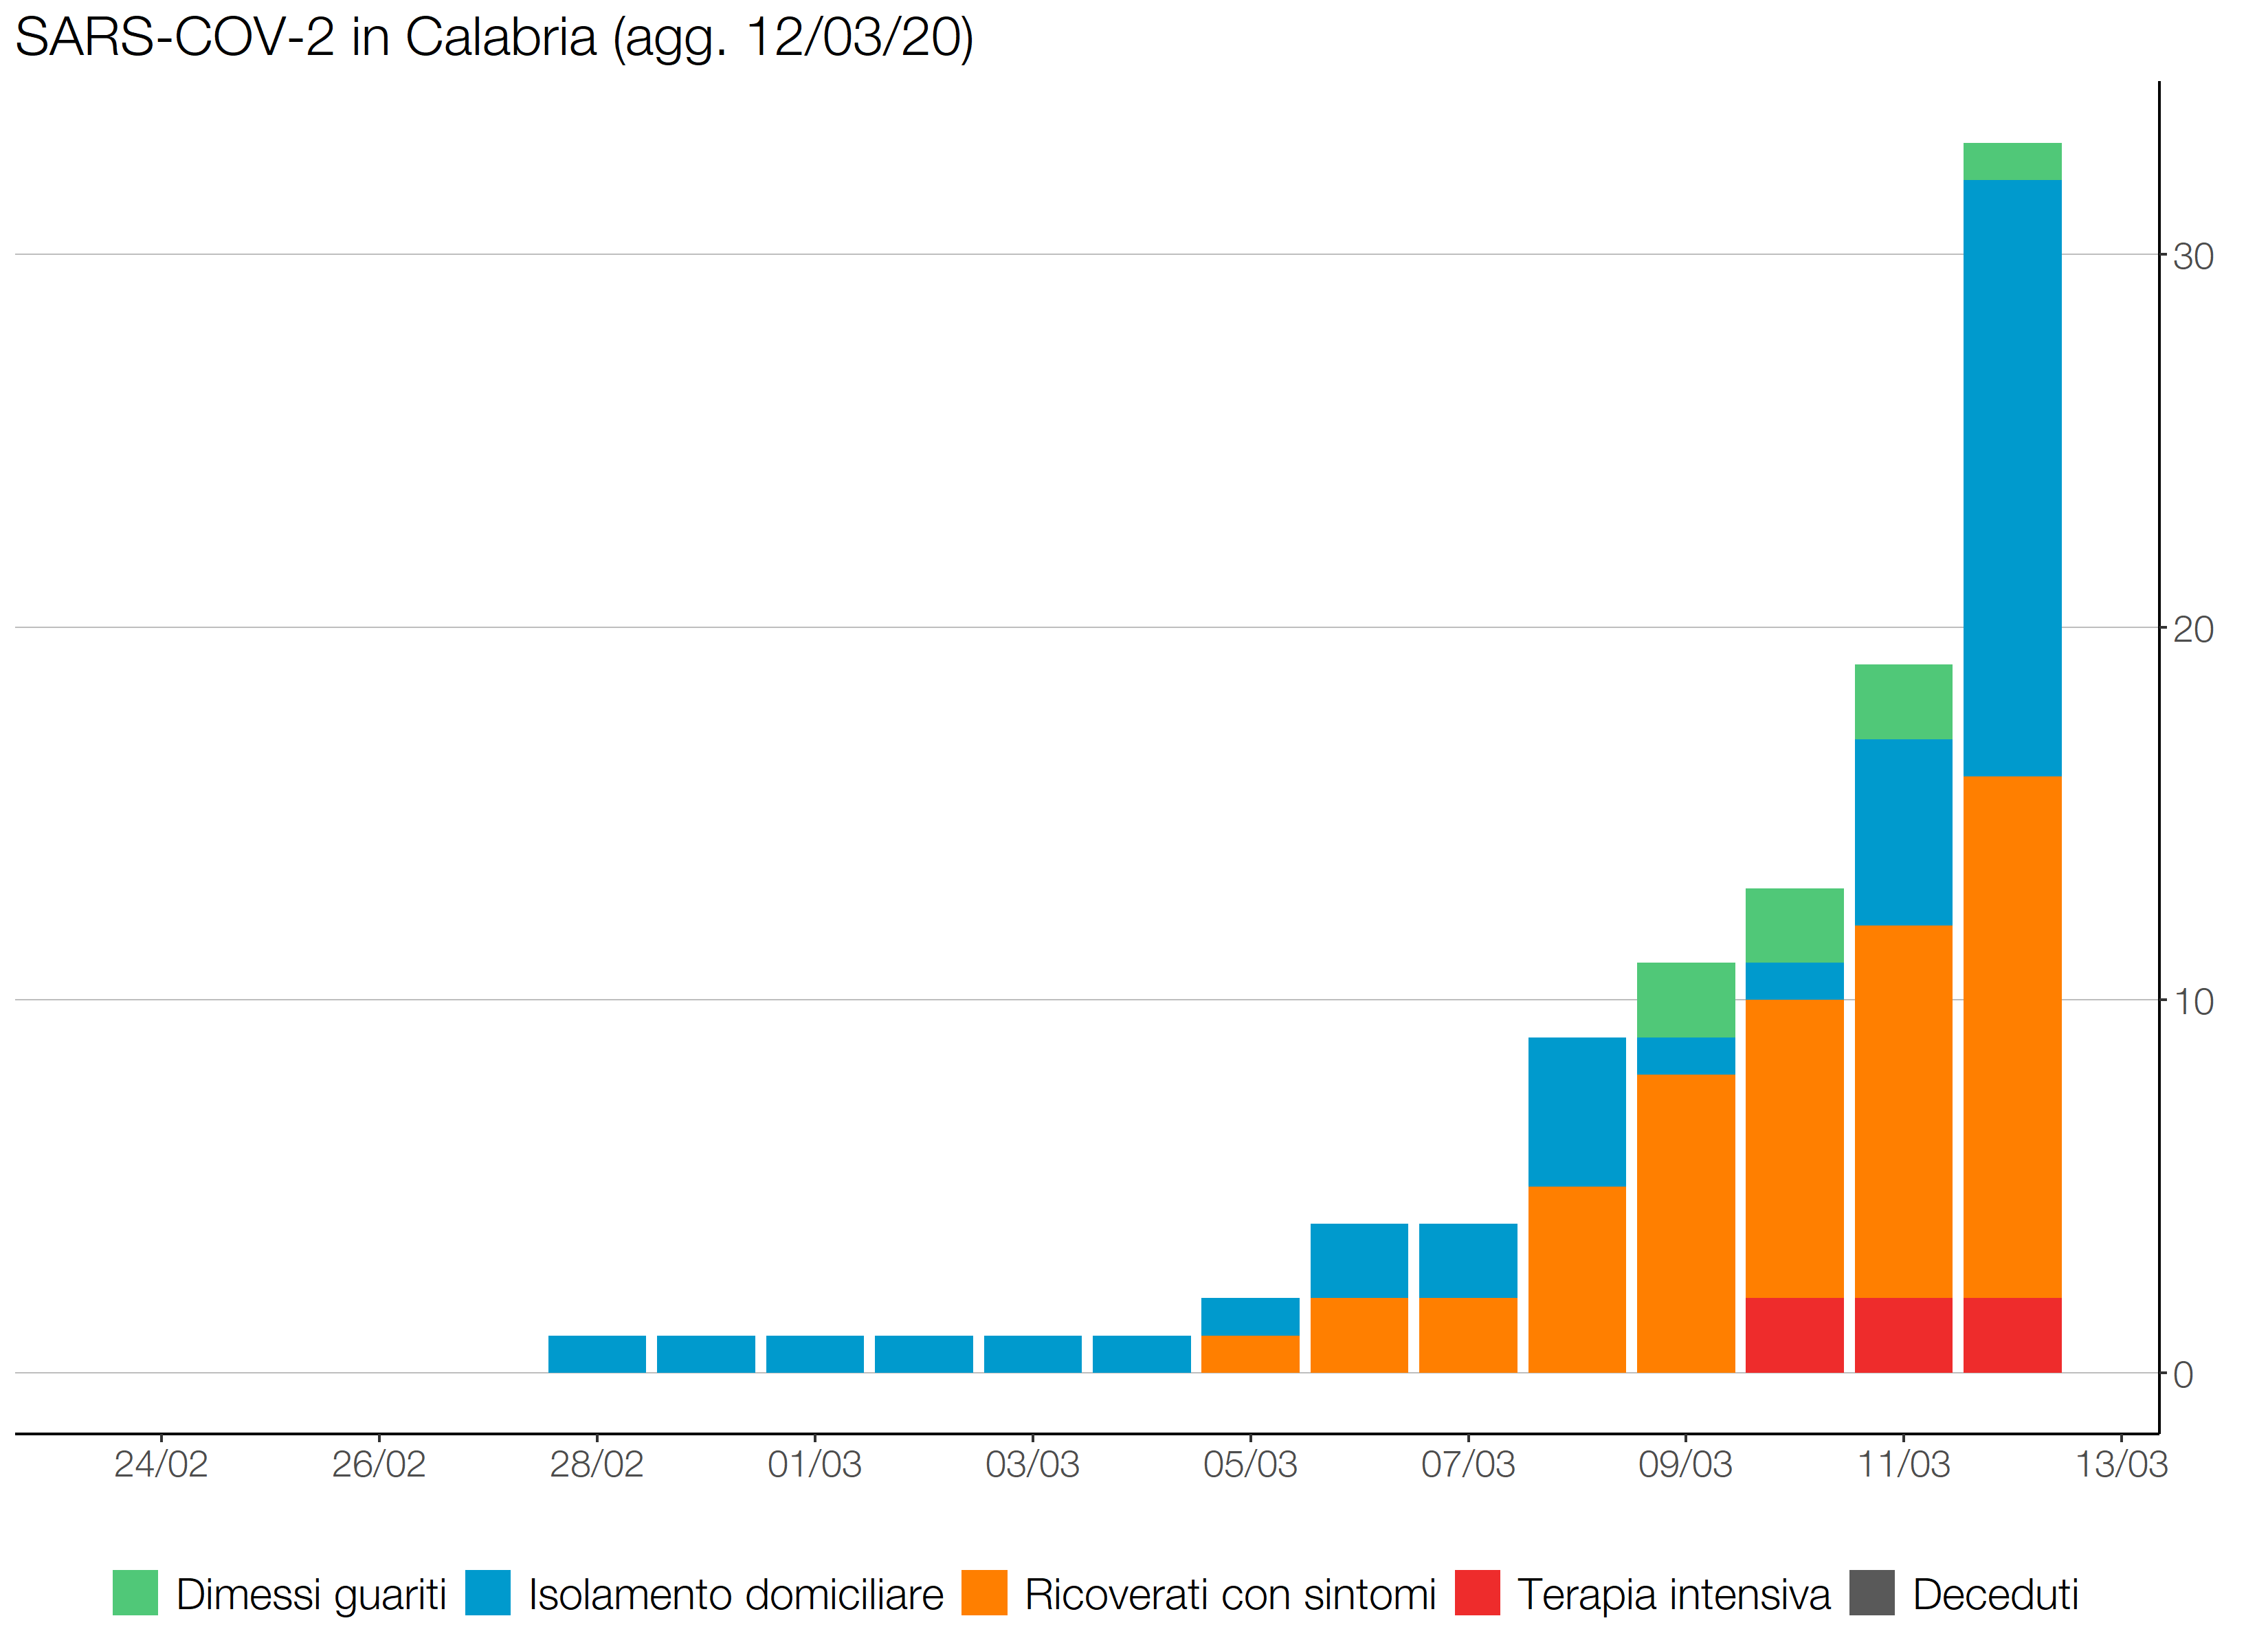 SARS-COV-2 in Calabria (agg. 12/03/20)
30
20
10
0
24/02 26/02 28/02 01/03 03/03 05/03 07/03 09/03 11/03 13/03
Dimessi guariti Isolamento domiciliare Ricoverati con sintomi Terapia intensiva Deceduti